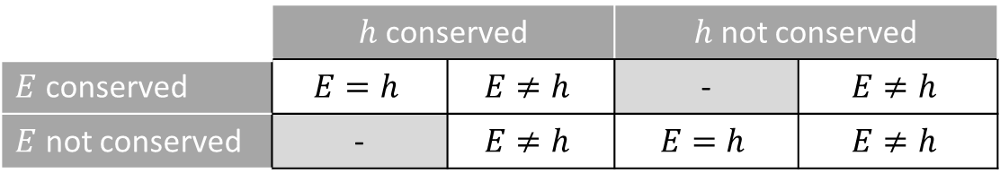 h conserved h not conserved
E conserved E = h E ≠ h - E ≠ h
E not conserved - E ≠ h E = h E ≠ h